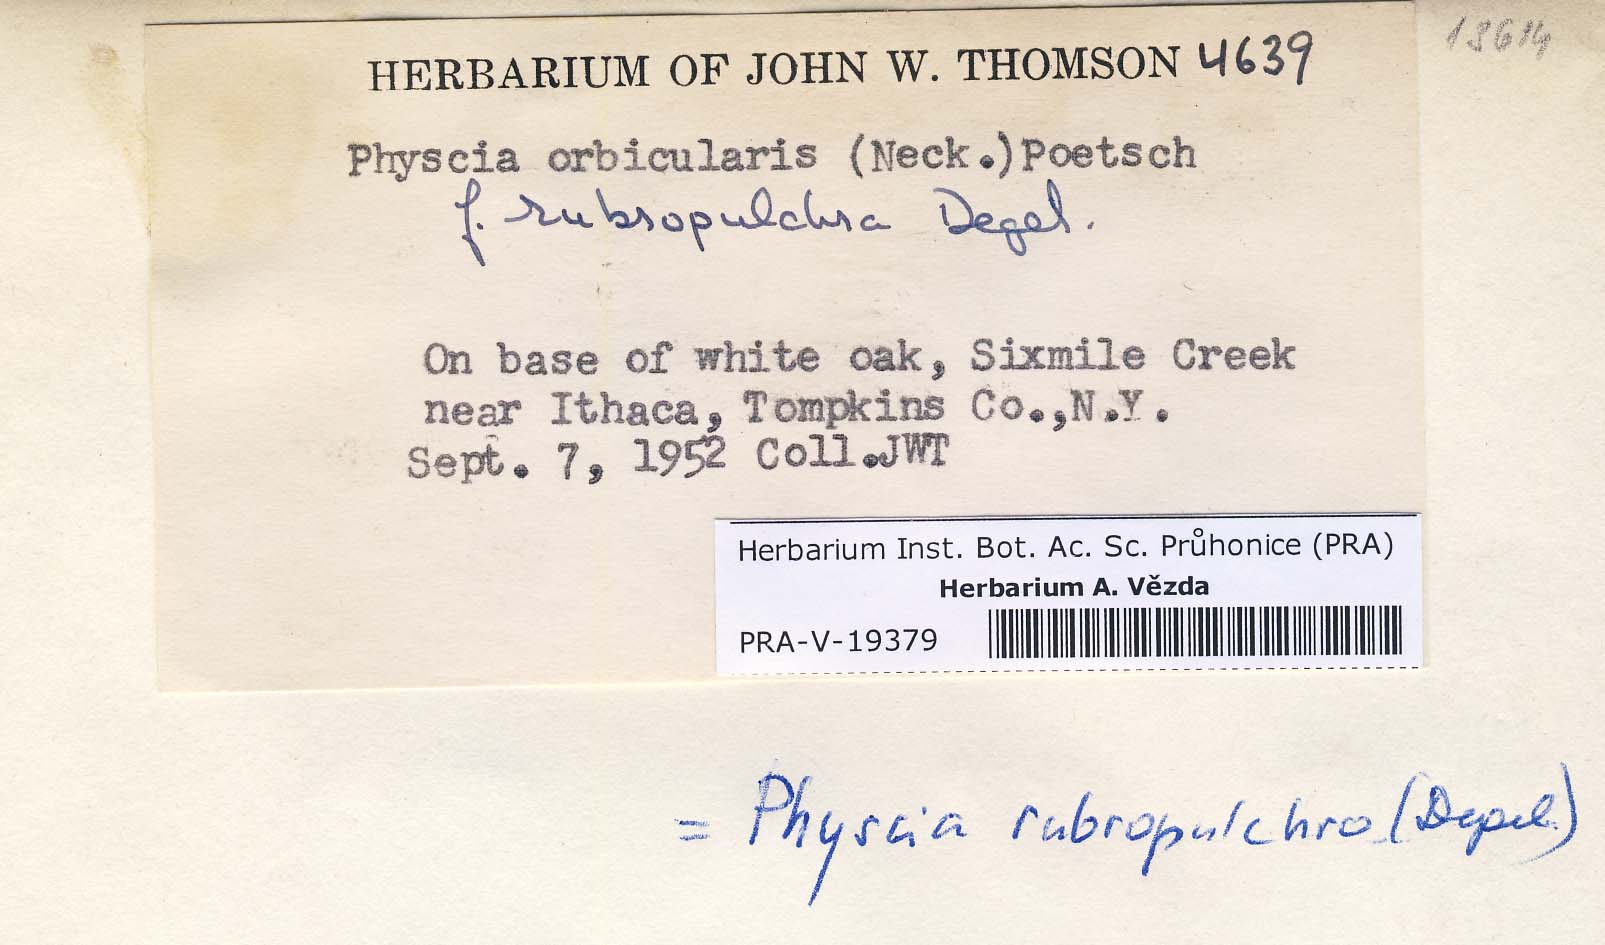 HERBARIUM OF JOHN W. THOMSON 4639
Physcia orbicularis (Neck.)Poetsch
f. rubropulchra Degel.
On base of white oak, Sixmile Creek
near Ithaca, Tompkins Co.,N.Y.
Sept. 7, 1952 Coll.JWT
Herbarium Inst. Bot. Ac. Sc. Průhonice (PRA)
Herbarium A. Vězda
PRA-V-19379
= Physcia rubropulchra (Degel.)